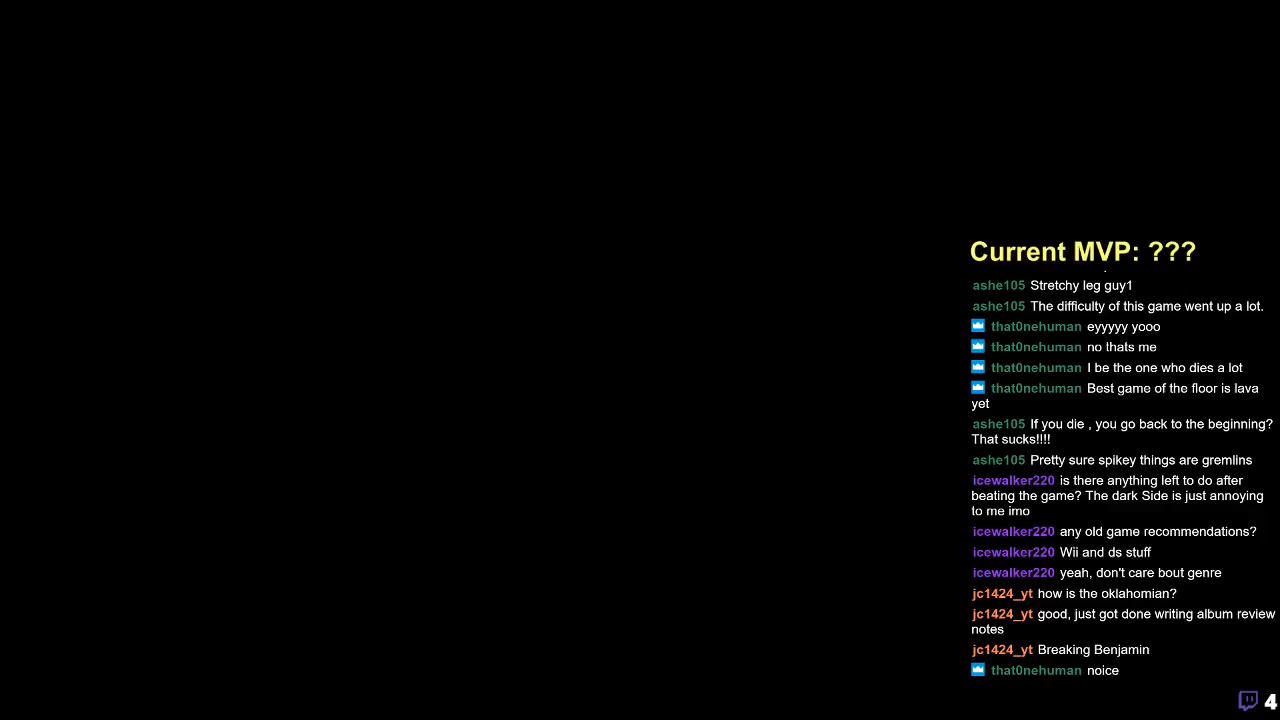 Current MVP: ???
ashe105 Stretchy leg guy1
ashe105 The difficulty of this game went up a lot.
that0nehuman eyyyyy yooo
that0nehuman no thats me
that0nehuman I be the one who dies a lot
that0nehuman Best game of the floor is lava
yet
ashe105 If you die , you go back to the beginning?
That sucks!!!!
ashe105 Pretty sure spikey things are gremlins
icewalker220 is there anything left to do after
beating the game? The dark Side is just annoying
to me imo
icewalker220 any old game recommendations?
icewalker220 Wii and ds stuff
icewalker220 yeah, don't care bout genre
jc1424_yt how is the oklahomian?
jc1424_yt good, just got done writing album review
notes
jc1424_yt Breaking Benjamin
that0nehuman noice
4